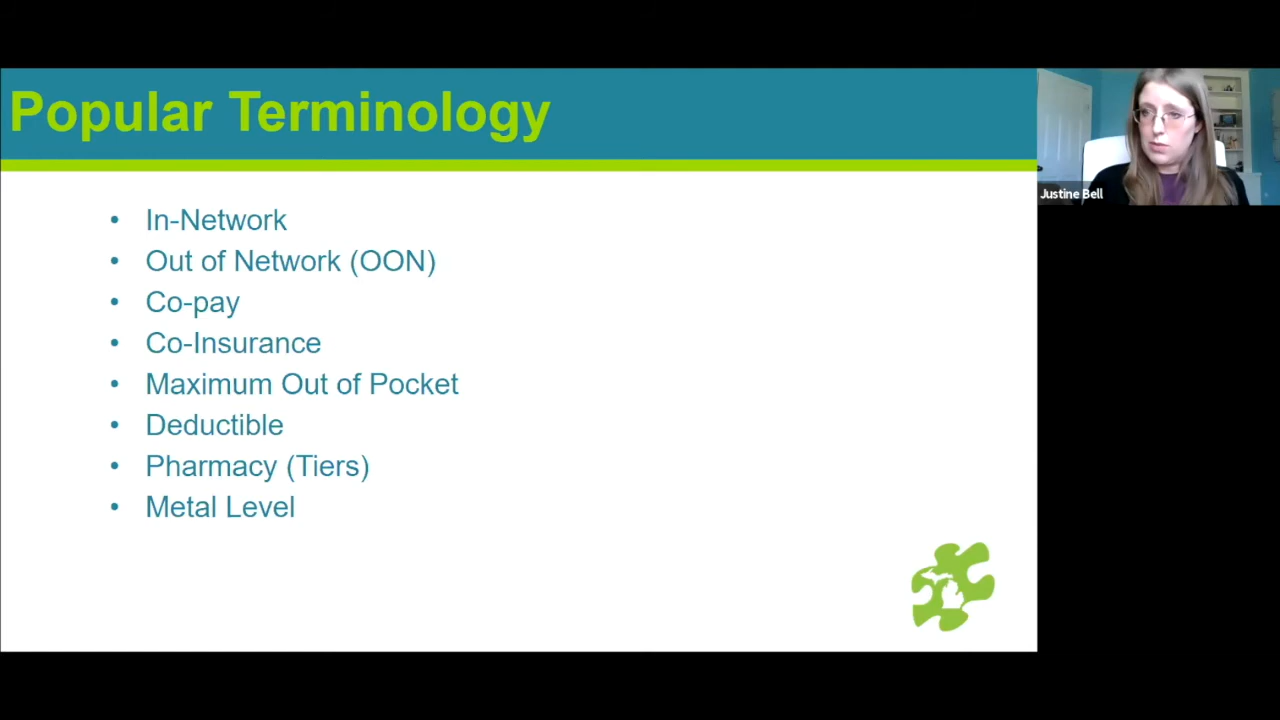 Popular Terminology
• In-Network
• Out of Network (OON)
• Co-pay
• Co-Insurance
• Maximum Out of Pocket
• Deductible
• Pharmacy (Tiers)
• Metal Level
Justine Bell